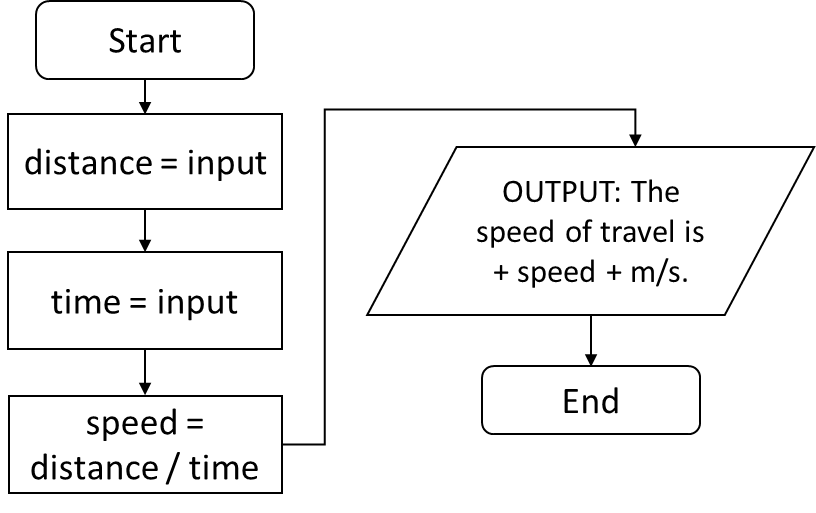 Start
distance = input
time = input
speed =
distance / time
OUTPUT: The
speed of travel is
+ speed + m/s.
End